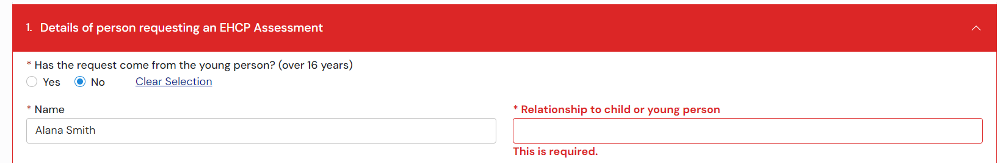 1. Details of person requesting an EHCP Assessment
* Has the request come from the young person? (over 16 years)
Yes No Clear Selection
* Name
Alana Smith
* Relationship to child or young person
This is required.